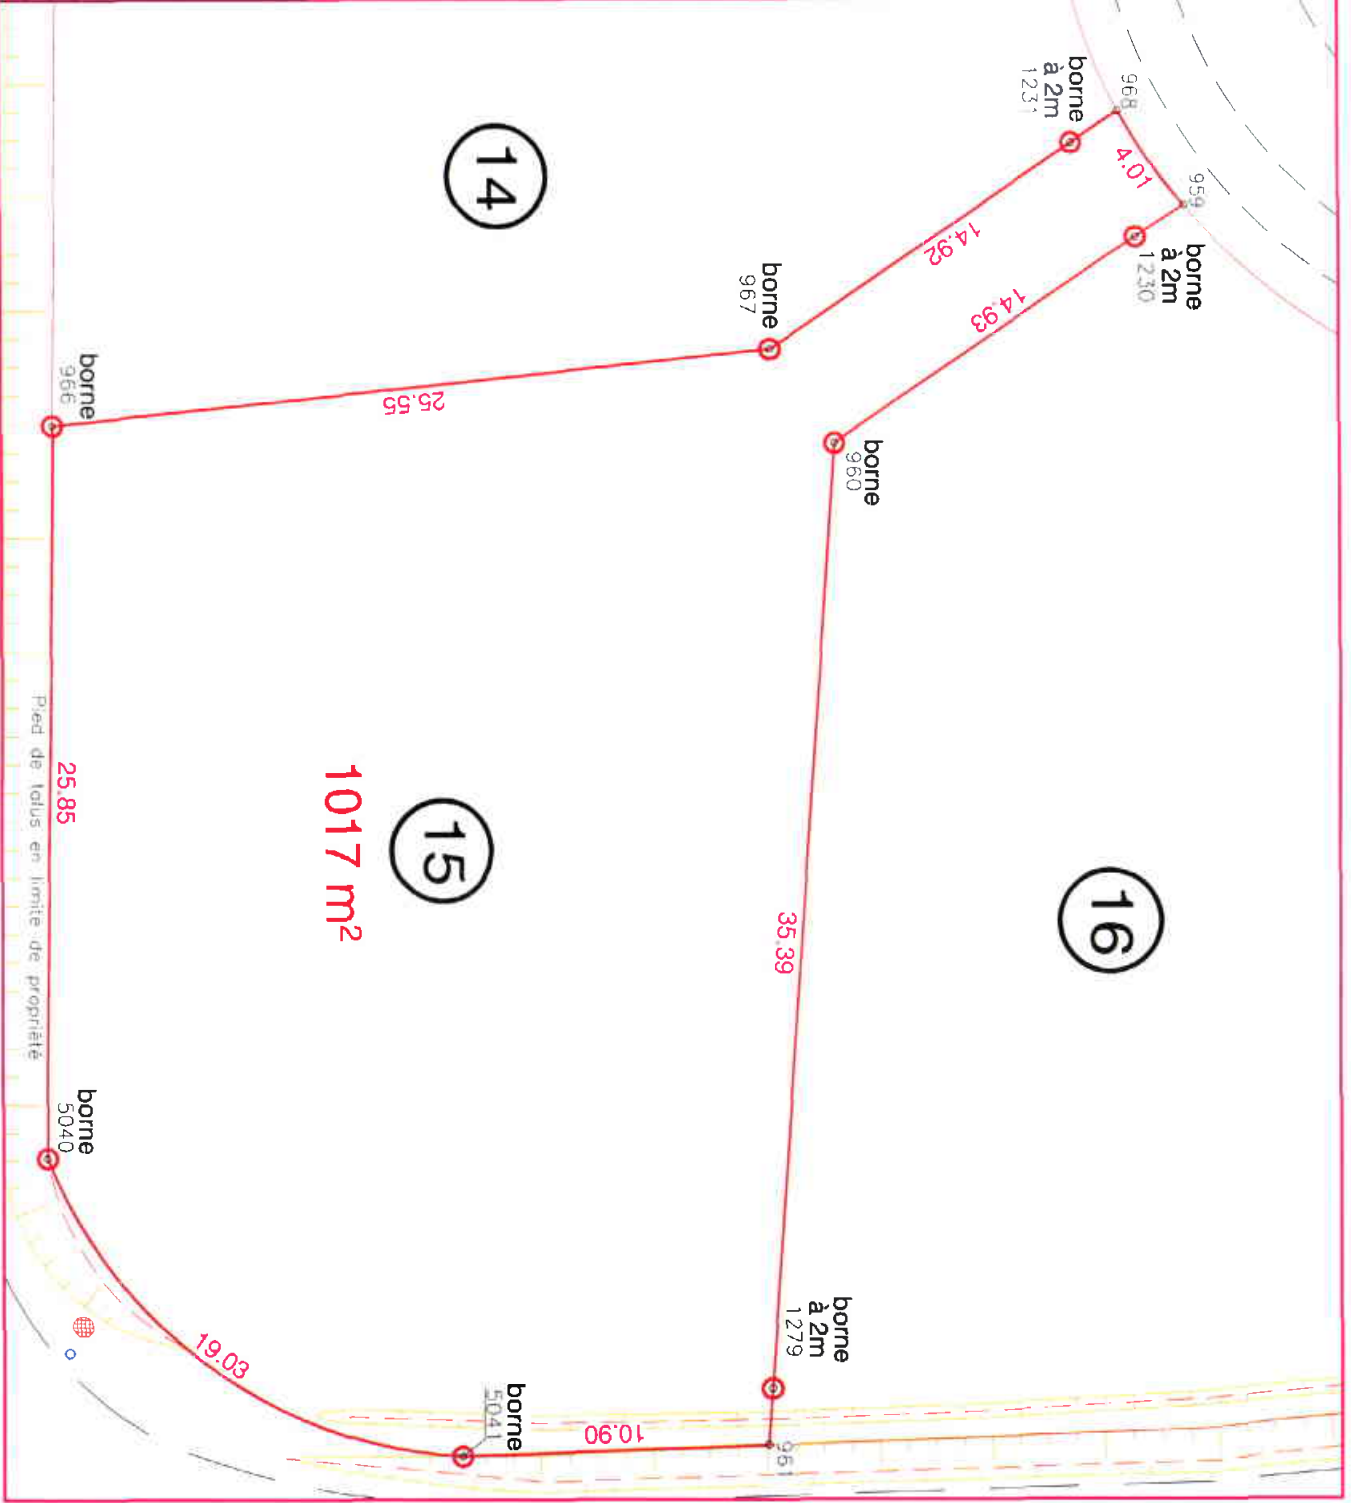 968
borne
à 2m
1231
4.01
959
borne
à 2m
1230
14
14.92
14.93
borne
967
borne
966
25.55
borne
960
15
1017 m²
16
35.39
25.85
Pied de talus en limite de propriété
borne
5040
19.03
borne
5041
10.90
borne
à 2m
1279
961